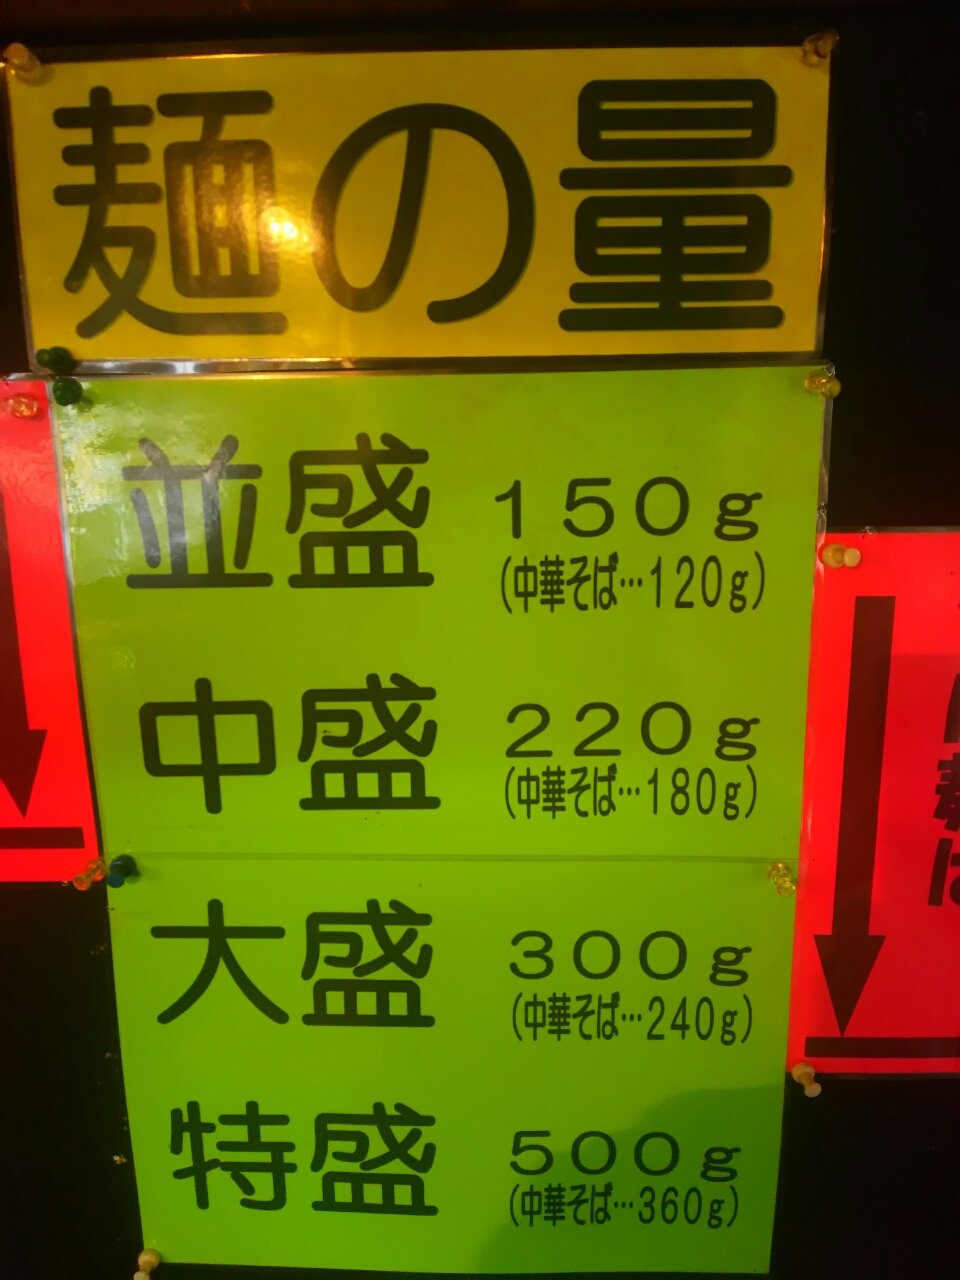 麺の量
並盛 １５０ｇ
(中華そば…120g)
中盛 ２２０ｇ
(中華そば…180g)
大盛 ３００ｇ
(中華そば…240g)
特盛 ５００ｇ
(中華そば…360g)